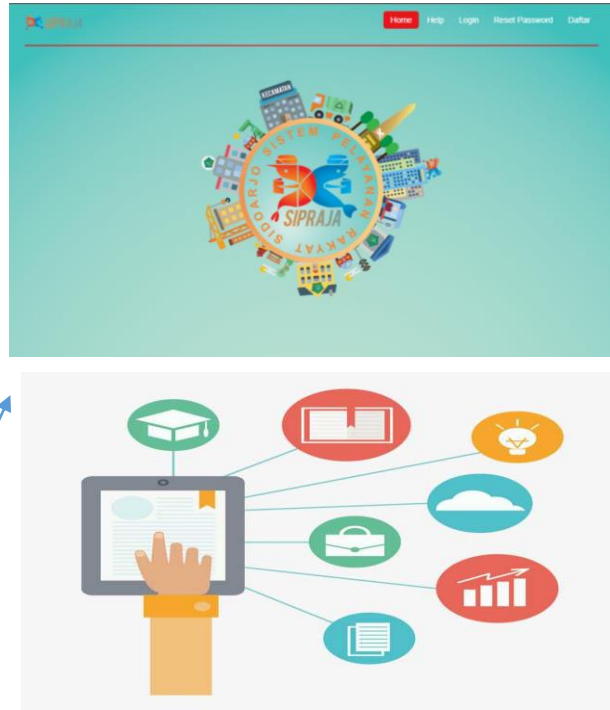 SIPRAJA
Home Help Login Reset Password Daftar
KECAMATAN
SISTEM PELAYANAN RAKYAT SIDOARJO
SIPRAJA